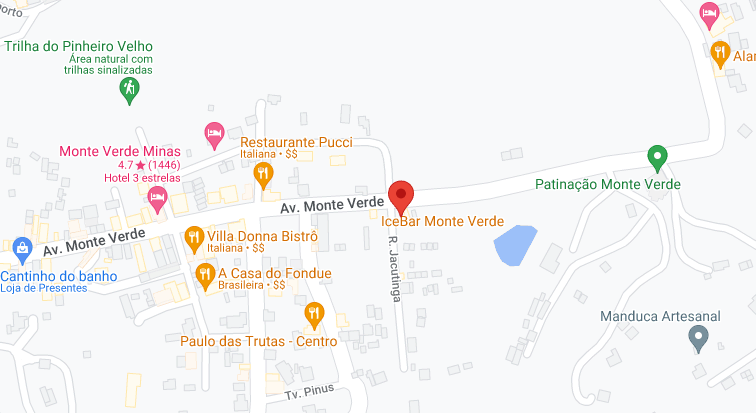 porto
Trilha do Pinheiro Velho
Área natural com
trilhas sinalizadas
Alar
Monte Verde Minas
4.7★(1446)
Hotel 3 estrelas
Restaurante Pucci
Italiana • $$
Patinação Monte Verde
Av. Monte Verde
IceBar Monte Verde
Av. Monte Verde
Villa Donna Bistrô
Italiana • $$
R. Jacutinga
Cantinho do banho
Loja de Presentes
A Casa do Fondue
Brasileira • $$
Manduca Artesanal
Paulo das Trutas - Centro
Tv. Pinus